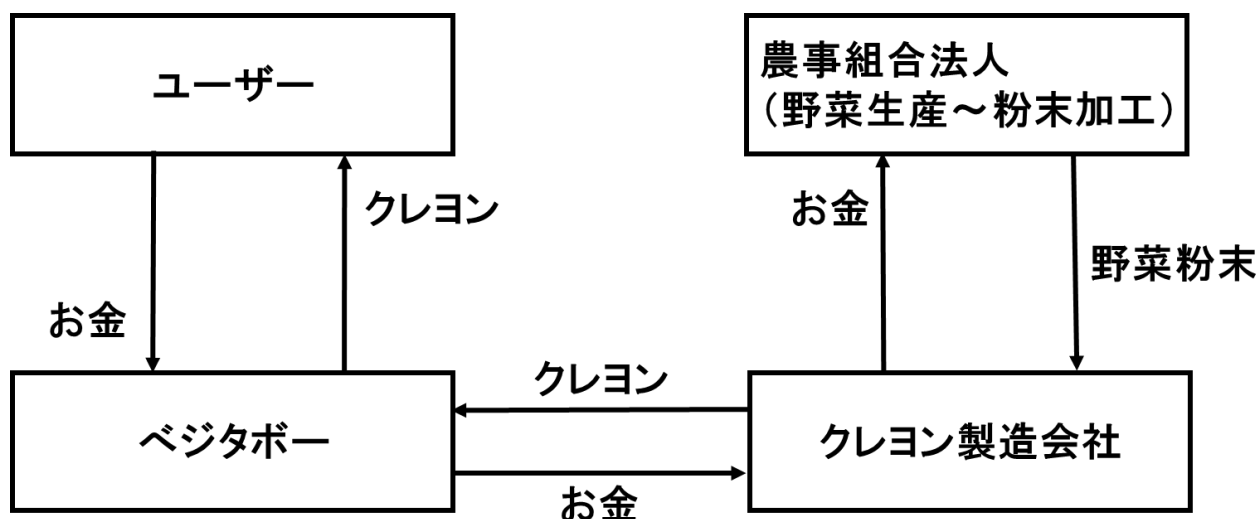 ユーザー
農事組合法人
（野菜生産～粉末加工）
クレヨン
お金
お金
野菜粉末
クレヨン
ベジタボー
クレヨン製造会社
お金